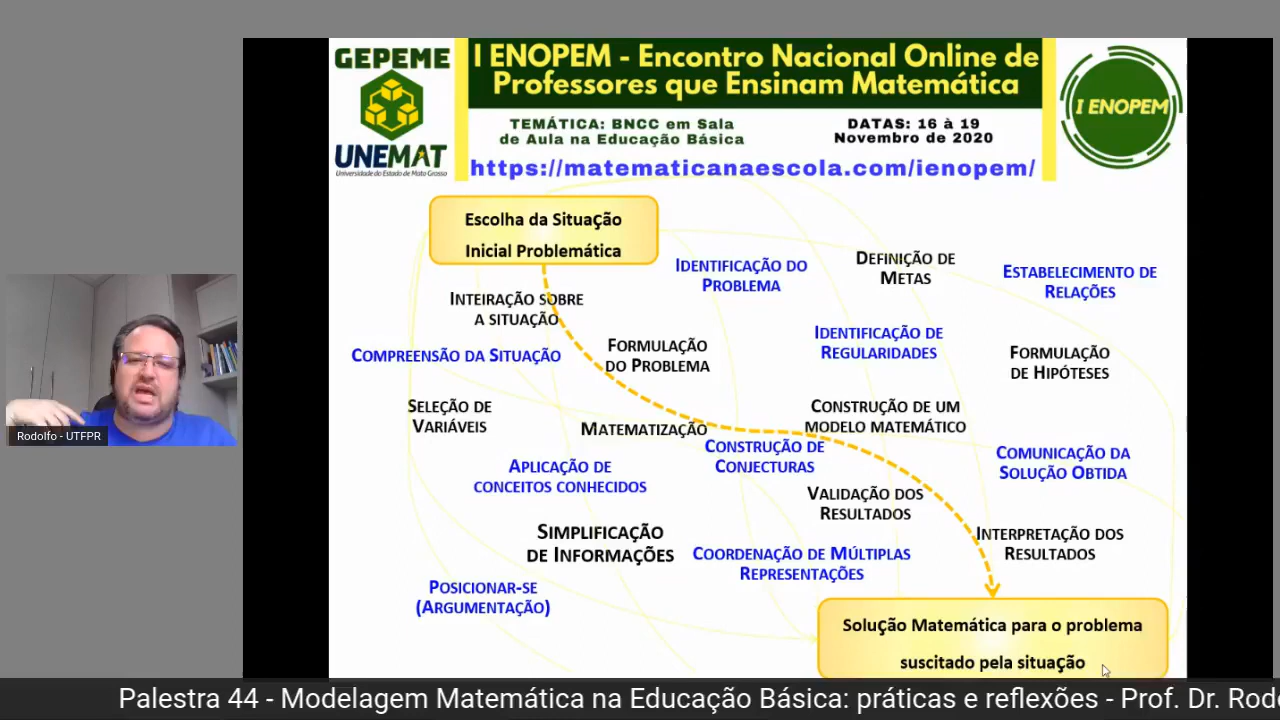 GEPEME
UNEMAT
Universidade do Estado de Mato Grosso
I ENOPEM - Encontro Nacional Online de
Professores que Ensinam Matemática
TEMÁTICA: BNCC em Sala
de Aula na Educação Básica
DATAS: 16 à 19
Novembro de 2020
https://matematicanaescola.com/ienopem/
I ENOPEM
Escolha da Situação
Inicial Problemática
IDENTIFICAÇÃO DO
PROBLEMA
DEFINIÇÃO DE
METAS
ESTABELECIMENTO DE
RELAÇÕES
INTEIRAÇÃO SOBRE
A SITUAÇÃO
COMPREENSÃO DA SITUAÇÃO
FORMULAÇÃO
DO PROBLEMA
IDENTIFICAÇÃO DE
REGULARIDADES
FORMULAÇÃO
DE HIPÓTESES
SELEÇÃO DE
VARIÁVEIS
MATEMATIZAÇÃO
CONSTRUÇÃO DE UM
MODELO MATEMÁTICO
CONSTRUÇÃO DE
CONJECTURAS
COMUNICAÇÃO DA
SOLUÇÃO OBTIDA
APLICAÇÃO DE
CONCEITOS CONHECIDOS
VALIDAÇÃO DOS
RESULTADOS
SIMPLIFICAÇÃO
DE INFORMAÇÕES
COORDENAÇÃO DE MÚLTIPLAS
REPRESENTAÇÕES
INTERPRETAÇÃO DOS
RESULTADOS
POSICIONAR-SE
(ARGUMENTAÇÃO)
Solução Matemática para o problema
suscitado pela situação
Rodolfo - UTFPR
Palestra 44 - Modelagem Matemática na Educação Básica: práticas e reflexões - Prof. Dr. Rod